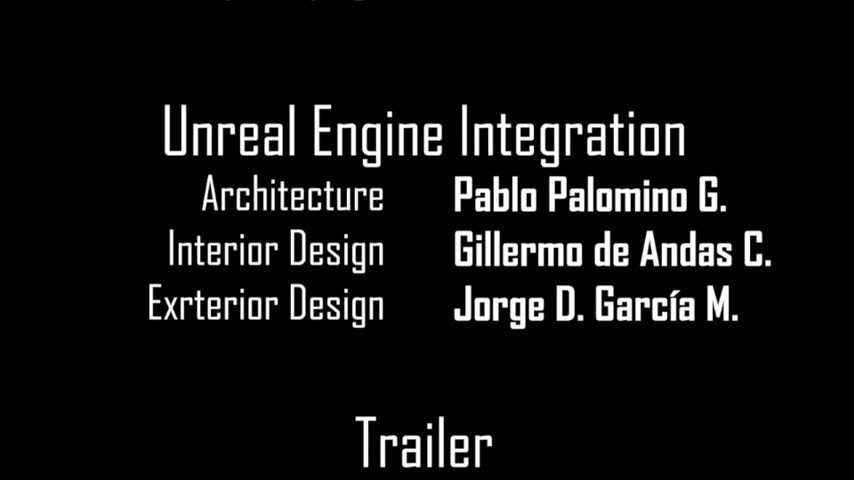 Unreal Engine Integration
Architecture Pablo Palomino G.
Interior Design Gillermo de Andas C.
Exrterior Design Jorge D. García M.
Trailer